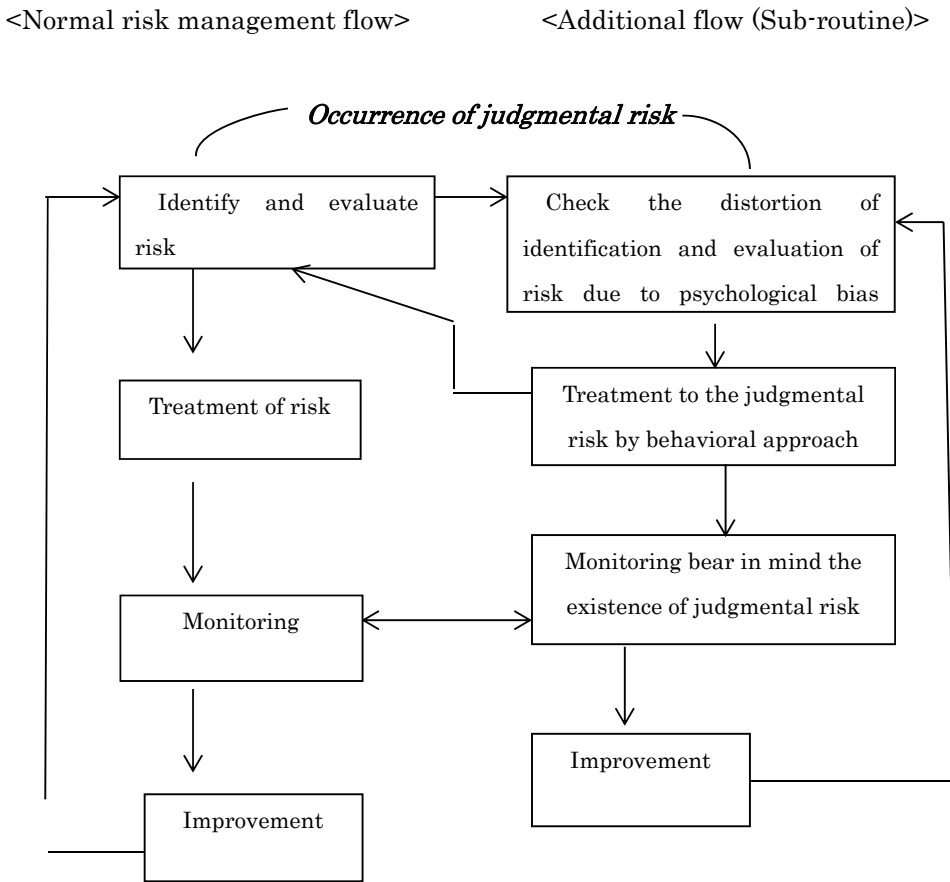 <Normal risk management flow>
<Additional flow (Sub-routine)>
Occurrence of judgmental risk
Identify and evaluate
risk
Check the distortion of
identification and evaluation of
risk due to psychological bias
Treatment of risk
Treatment to the judgmental
risk by behavioral approach
Monitoring bear in mind the
existence of judgmental risk
Monitoring
Improvement
Improvement